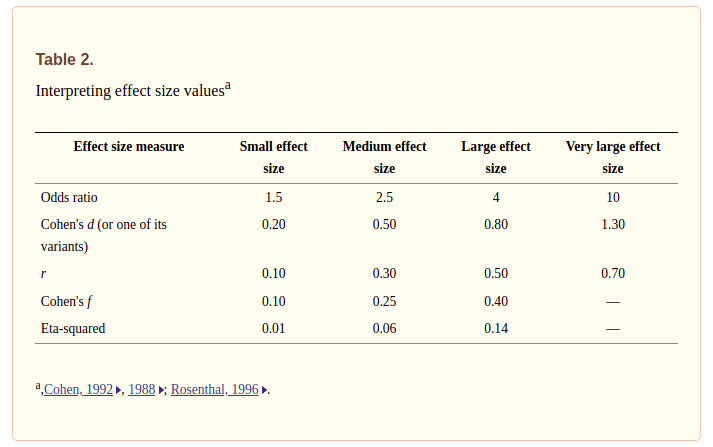 Table 2.
Interpreting effect size valuesa
Effect size measure Small effect size Medium effect size Large effect size Very large effect size
Odds ratio 1.5 2.5 4 10
Cohen's d (or one of its variants) 0.20 0.50 0.80 1.30
r 0.10 0.30 0.50 0.70
Cohen's f 0.10 0.25 0.40 —
Eta-squared 0.01 0.06 0.14 —
a,Cohen, 1992, 1988; Rosenthal, 1996.